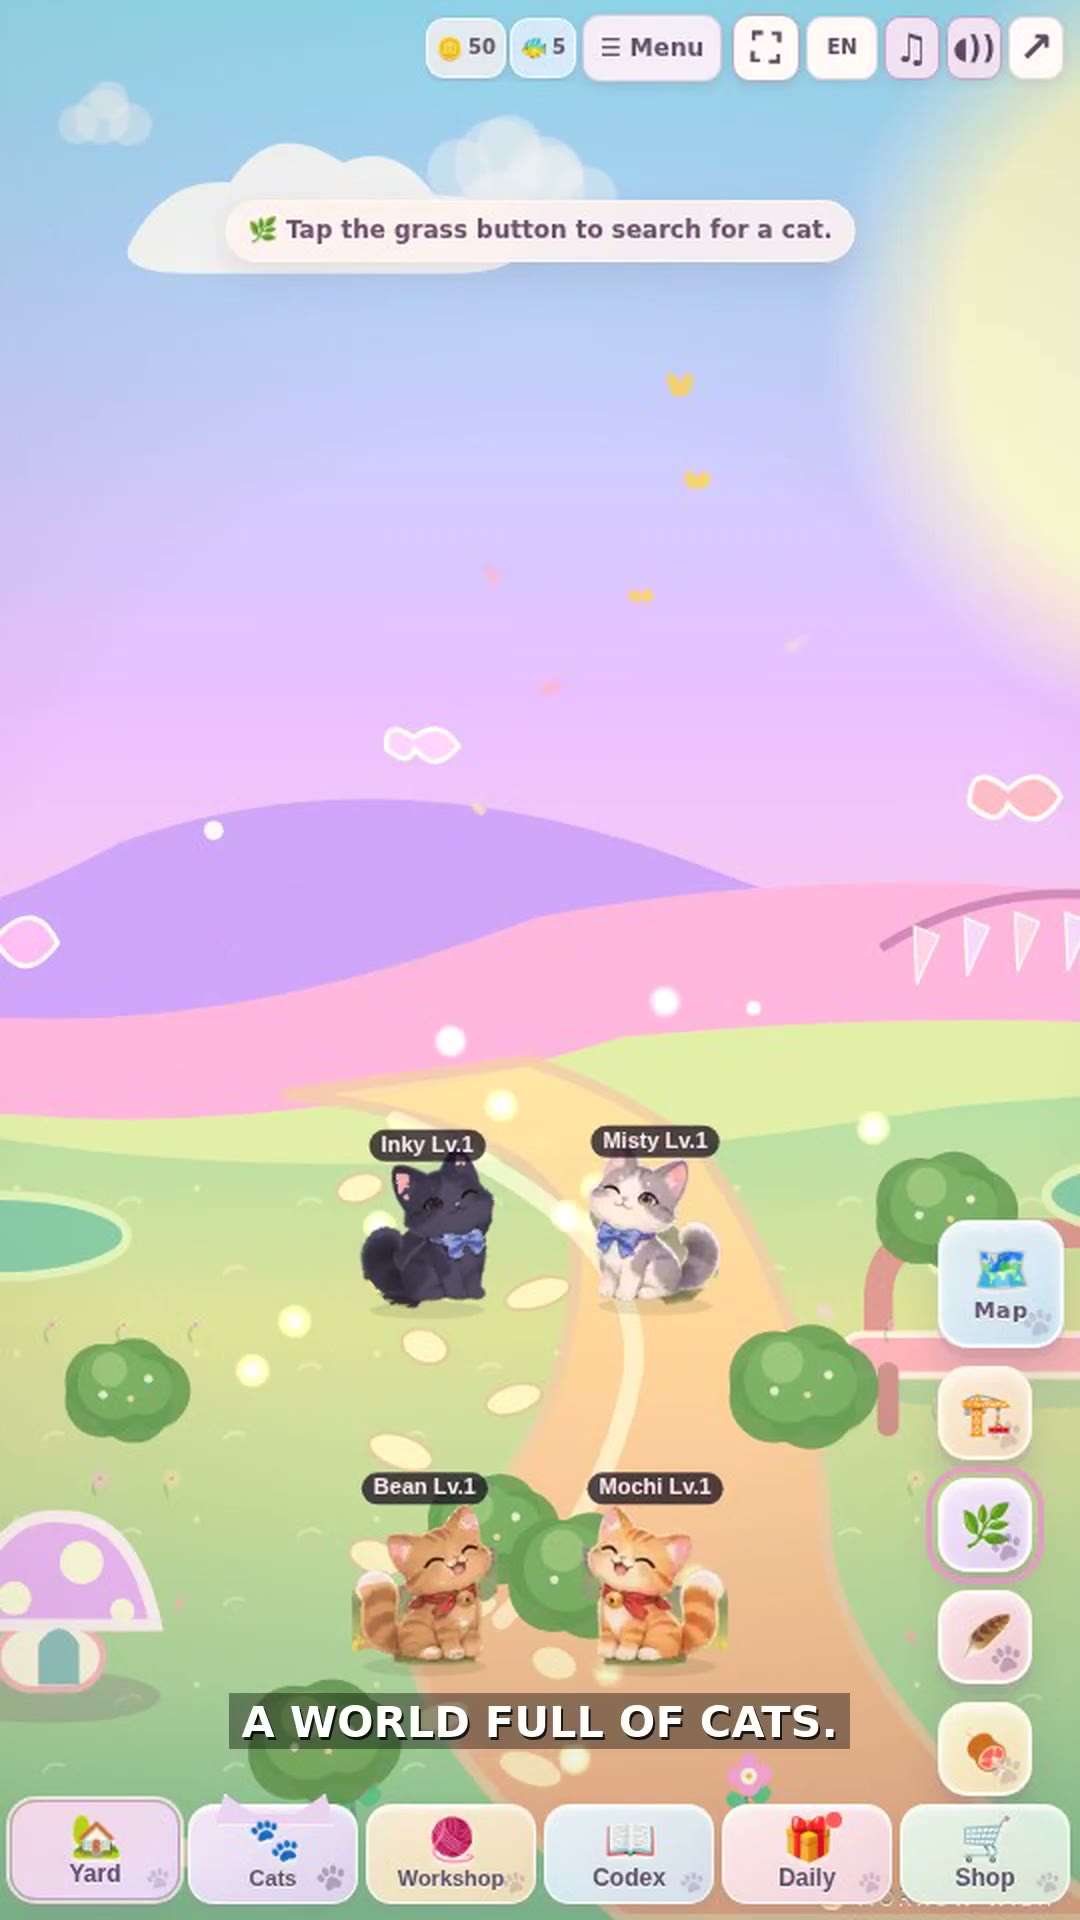 50
5
☰ Menu
EN
Tap the grass button to search for a cat.
Inky Lv.1
Misty Lv.1
Map
Bean Lv.1
Mochi Lv.1
A WORLD FULL OF CATS.
Yard
Cats
Workshop
Codex
Daily
Shop